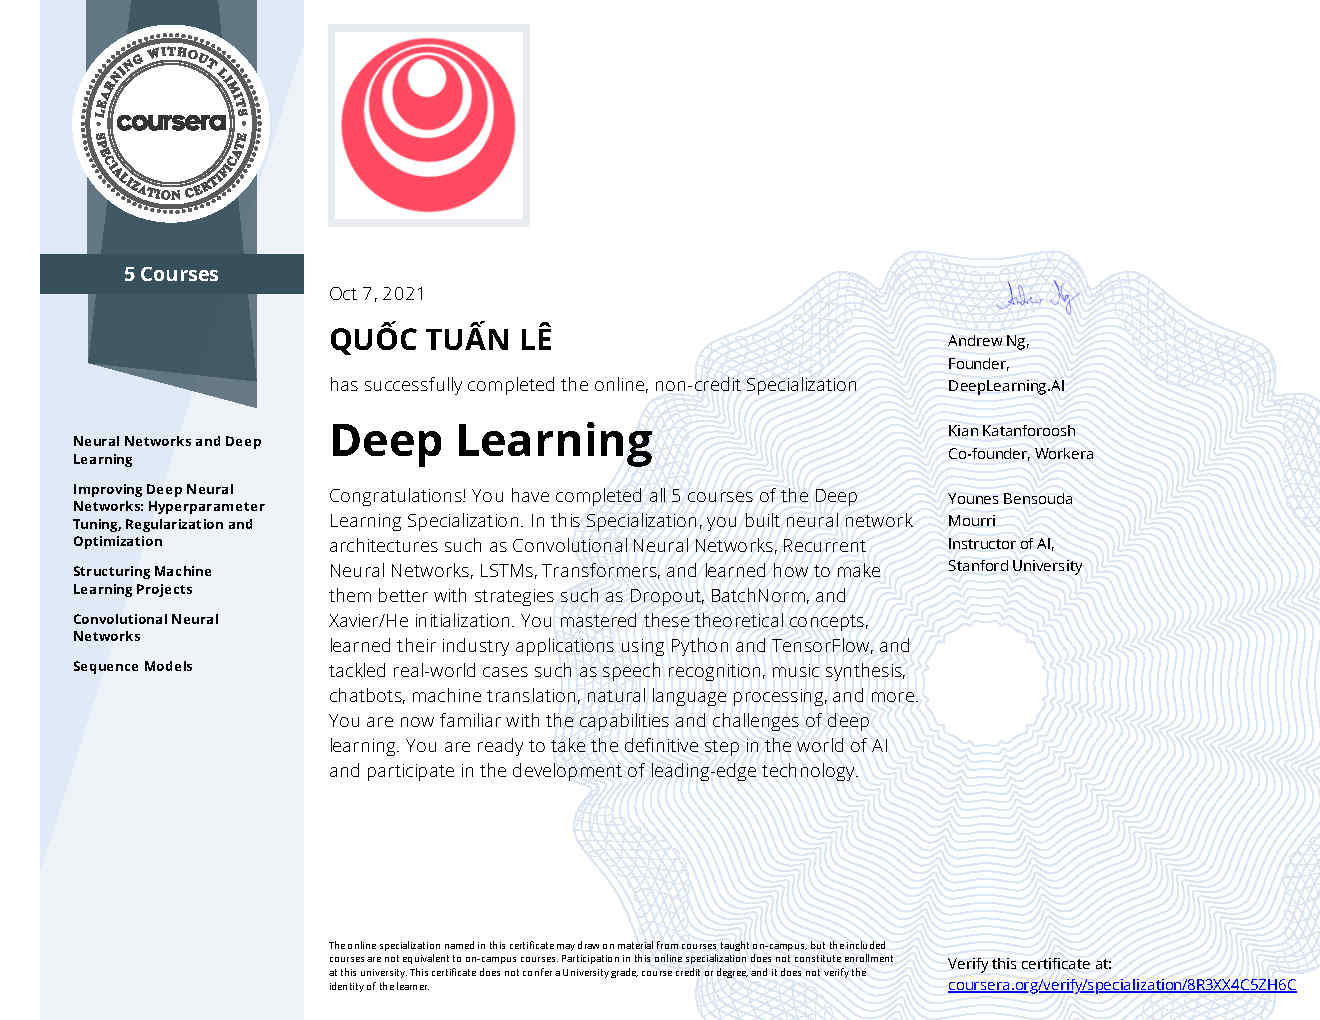 LEARNING WITHOUT LIMITS
coursera
SPECIALIZATION CERTIFICATE
5 Courses
Neural Networks and Deep
Learning
Improving Deep Neural
Networks: Hyperparameter
Tuning, Regularization and
Optimization
Structuring Machine
Learning Projects
Convolutional Neural
Networks
Sequence Models
Oct 7, 2021
QUỐC TUẤN LÊ
has successfully completed the online, non-credit Specialization
Deep Learning
Congratulations! You have completed all 5 courses of the Deep
Learning Specialization. In this Specialization, you built neural network
architectures such as Convolutional Neural Networks, Recurrent
Neural Networks, LSTMs, Transformers, and learned how to make
them better with strategies such as Dropout, BatchNorm, and
Xavier/He initialization. You mastered these theoretical concepts,
learned their industry applications using Python and TensorFlow, and
tackled real-world cases such as speech recognition, music synthesis,
chatbots, machine translation, natural language processing, and more.
You are now familiar with the capabilities and challenges of deep
learning. You are ready to take the definitive step in the world of AI
and participate in the development of leading-edge technology.
The online specialization named in this certificate may draw on material from courses taught on-campus, but the included
courses are not equivalent to on-campus courses. Participation in this online specialization does not constitute enrollment
at this university. This certificate does not confer a University grade, course credit or degree, and it does not verify the
identity of the learner.
Andrew Ng
Andrew Ng,
Founder,
DeepLearning.AI
Kian Katanforoosh
Co-founder, Workera
Younes Bensouda
Mourri
Instructor of AI,
Stanford University
Verify this certificate at:
coursera.org/verify/specialization/8R3XX4C5ZH6C